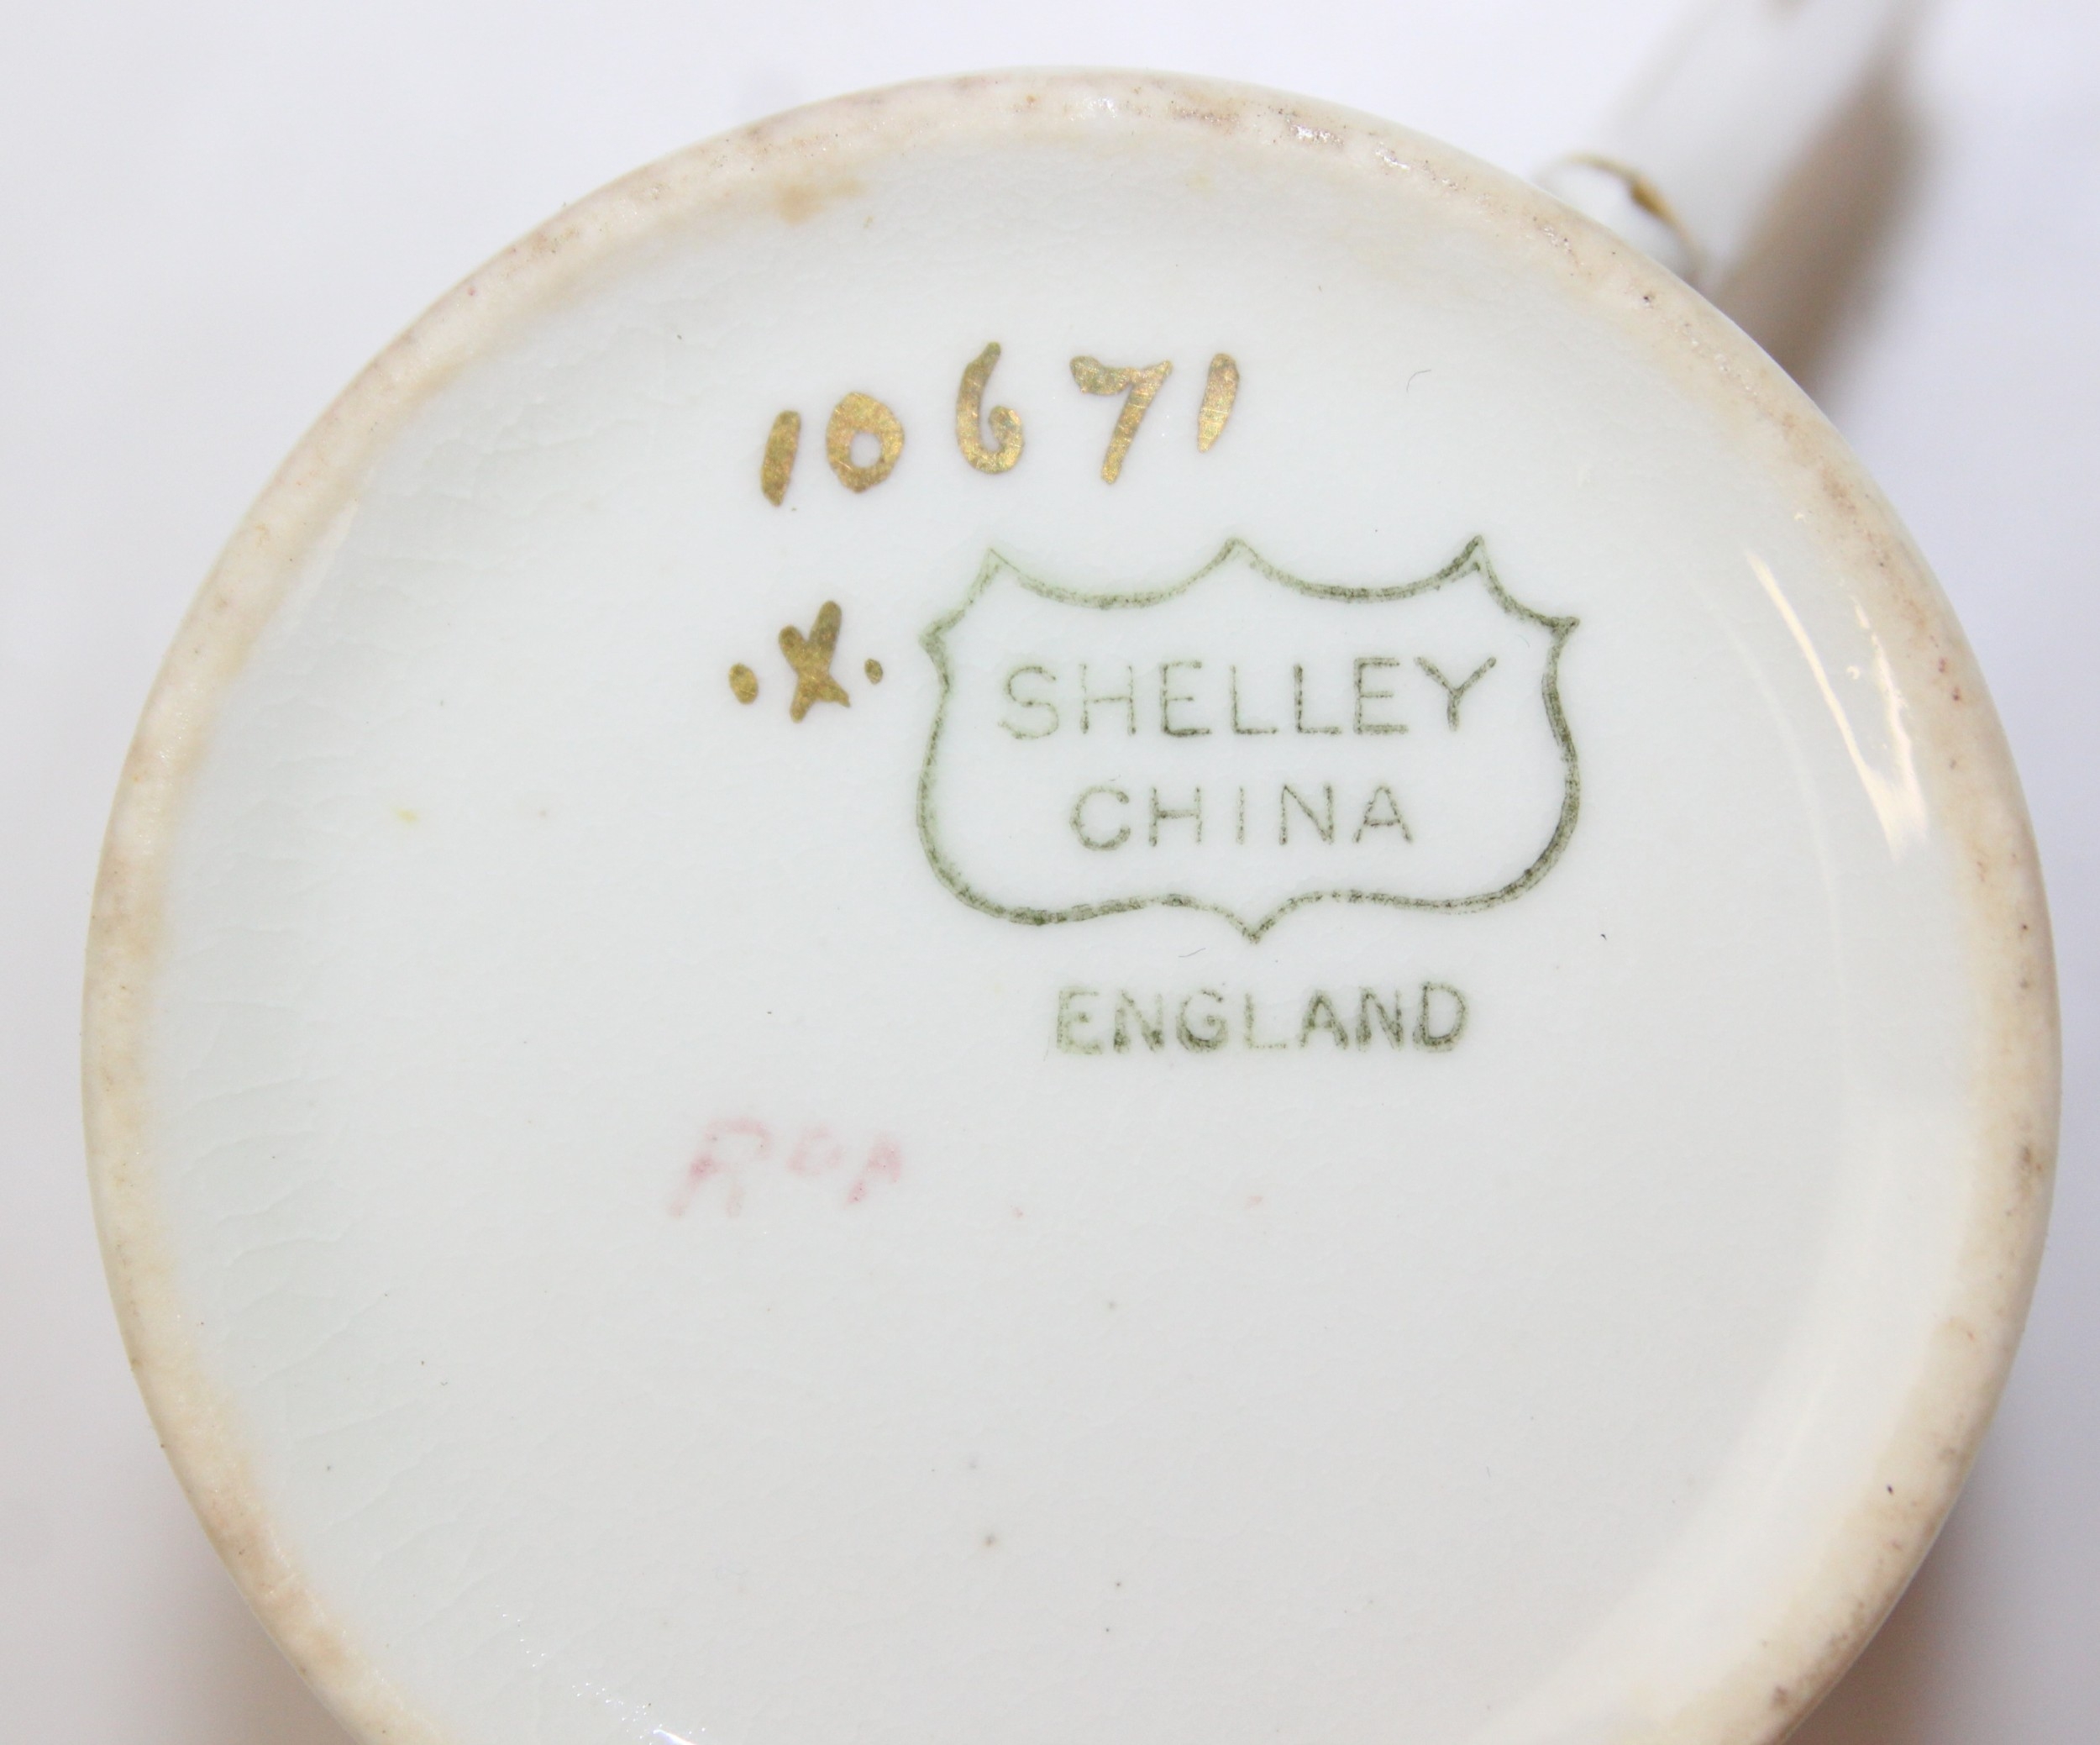 10671
.X.
SHELLEY
CHINA
ENGLAND